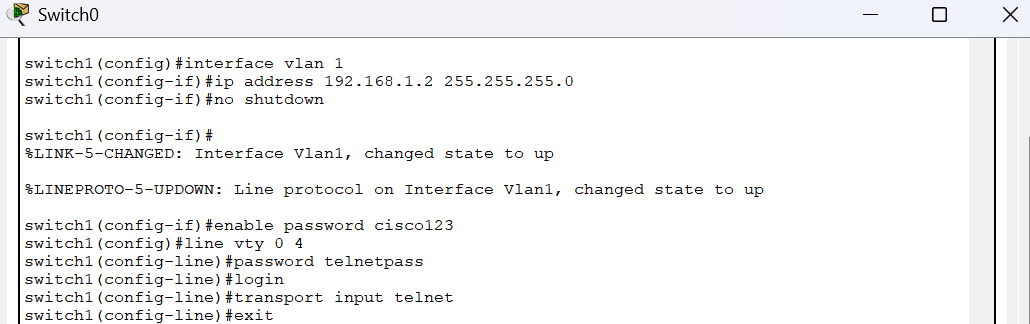 Switch0
switch1(config)#interface vlan 1
switch1(config-if)#ip address 192.168.1.2 255.255.255.0
switch1(config-if)#no shutdown
switch1(config-if)#
%LINK-5-CHANGED: Interface Vlan1, changed state to up
%LINEPROTO-5-UPDOWN: Line protocol on Interface Vlan1, changed state to up
switch1(config-if)#enable password cisco123
switch1(config)#line vty 0 4
switch1(config-line)#password telnetpass
switch1(config-line)#login
switch1(config-line)#transport input telnet
switch1(config-line)#exit